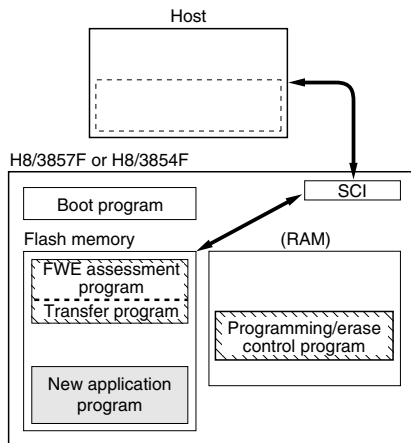 Host
H8/3857F or H8/3854F
SCI
Boot program
Flash memory
(RAM)
FWE assessment
program
Transfer program
Programming/erase
control program
New application
program